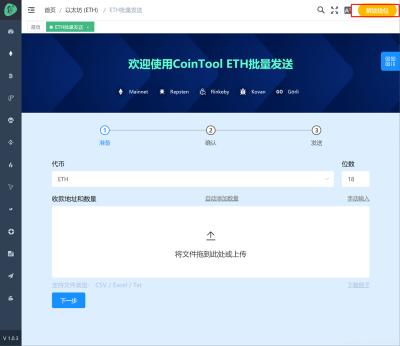 首页 / 以太坊 (ETH) / ETH批量发送
解锁钱包
首页
ETH批量发送 ×
欢迎使用CoinTool ETH批量发送
Mainnet Ropsten Rinkeby Kovan Görli
1 2 3
准备 确认 发送
代币 位数
ETH 18
收款地址和数量 自动添加数量 手动输入
将文件拖到此处或上传
支持文件类型： CSV / Excel / Txt 下载例子
下一步
V 1.0.3